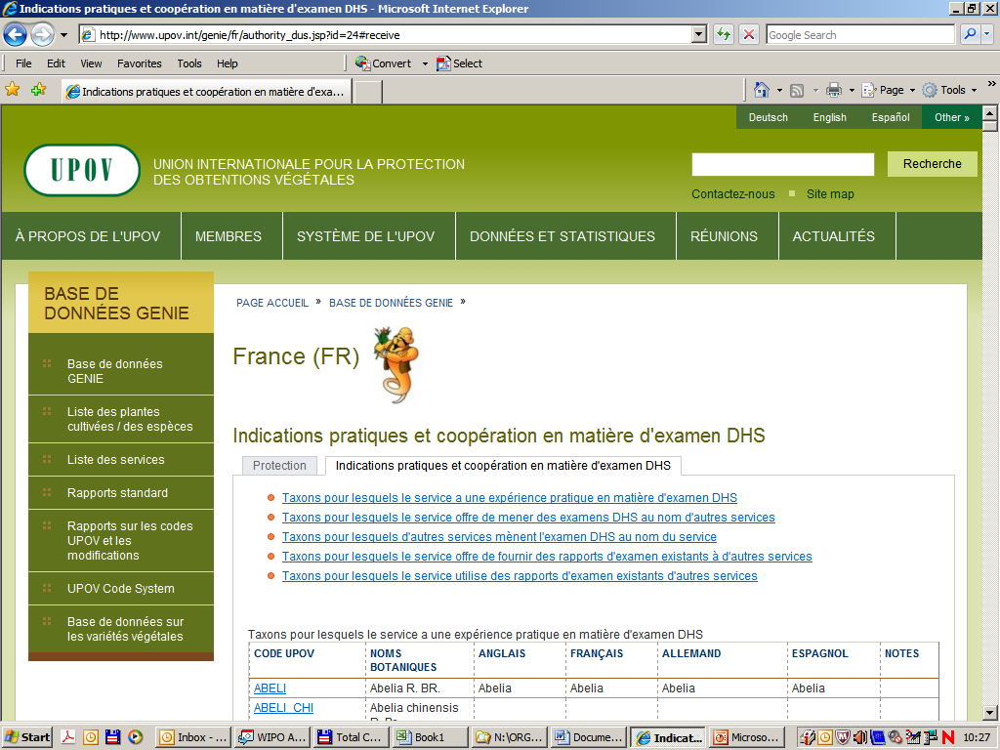 Indications pratiques et coopération en matière d'examen DHS - Microsoft Internet Explorer
http://www.upov.int/genie/fr/authority_dus.jsp?id=24#receive
Google Search
File Edit View Favorites Tools Help
Convert Select
Indications pratiques et coopération en matière d'exa...
Page Tools
Deutsch English Español Other »
UPOV
UNION INTERNATIONALE POUR LA PROTECTION
DES OBTENTIONS VÉGÉTALES
Recherche
Contactez-nous Site map
À PROPOS DE L'UPOV MEMBRES SYSTÈME DE L'UPOV DONNÉES ET STATISTIQUES RÉUNIONS ACTUALITÉS
BASE DE
DONNÉES GENIE
Base de données
GENIE
Liste des plantes
cultivées / des espèces
Liste des services
Rapports standard
Rapports sur les codes
UPOV et les
modifications
UPOV Code System
Base de données sur
les variétés végétales
PAGE ACCUEIL » BASE DE DONNÉES GENIE »
France (FR)
Indications pratiques et coopération en matière d'examen DHS
Protection Indications pratiques et coopération en matière d'examen DHS
Taxons pour lesquels le service a une expérience pratique en matière d'examen DHS
Taxons pour lesquels le service offre de mener des examens DHS au nom d'autres services
Taxons pour lesquels d'autres services mènent l'examen DHS au nom du service
Taxons pour lesquels le service offre de fournir des rapports d'examen existants à d'autres services
Taxons pour lesquels le service utilise des rapports d'examen existants d'autres services
Taxons pour lesquels le service a une expérience pratique en matière d'examen DHS
CODE UPOV NOMS BOTANIQUES ANGLAIS FRANÇAIS ALLEMAND ESPAGNOL NOTES
ABELI Abelia R. BR. Abelia Abelia Abelia Abelia
ABELI_CHI Abelia chinensis
R. Br.
Start Inbox - ... WIPO A... Total C... Book1 N:\ORG... Docume... Indicat... Microso... 10:27